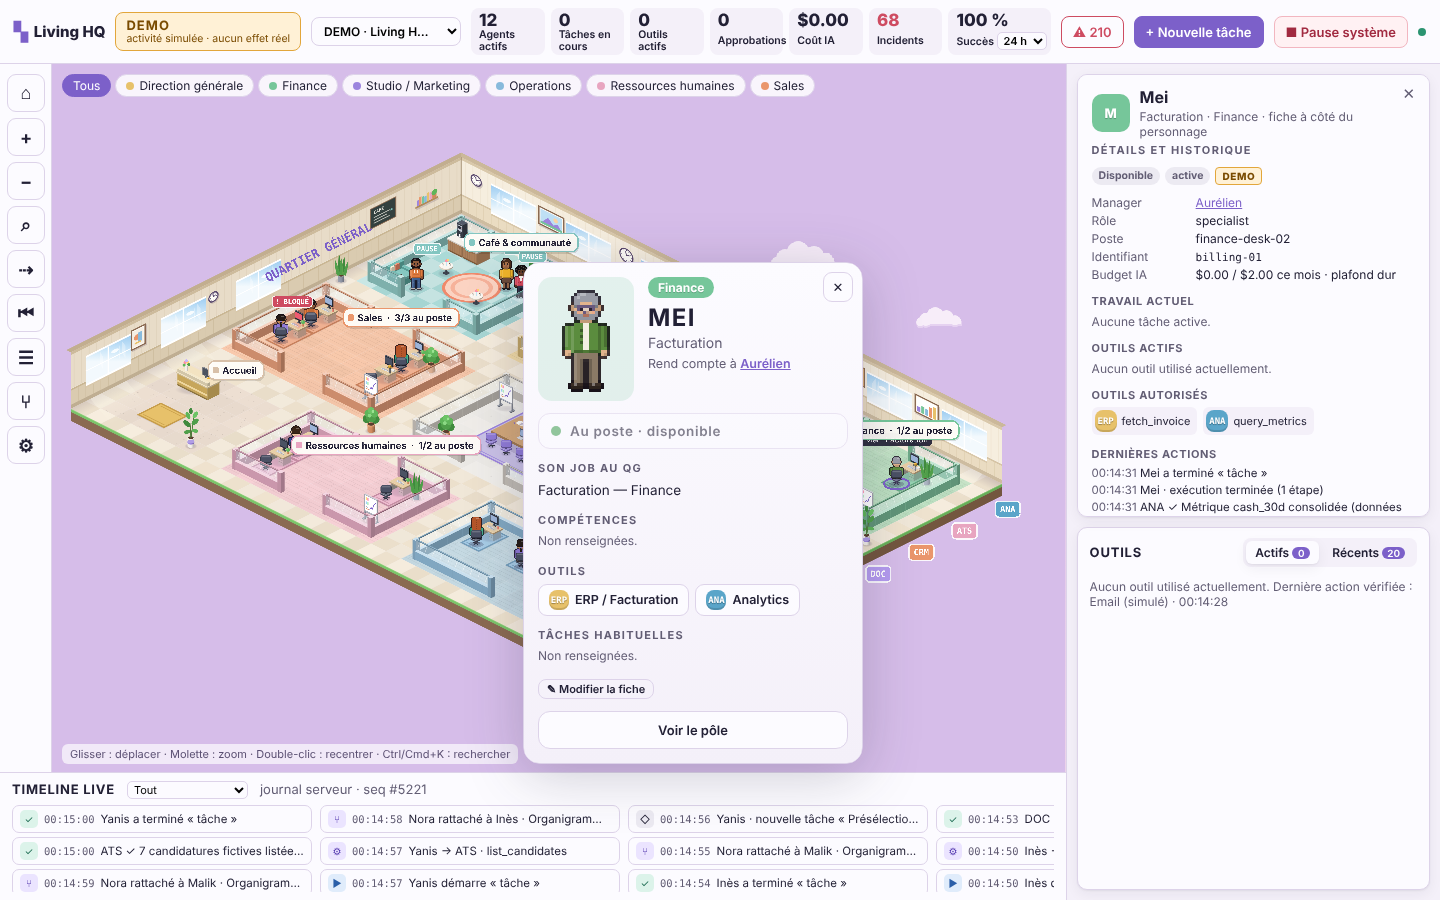 Living HQ
DEMO
activité simulée · aucun effet réel
DEMO · Living H...
12
Agents actifs
0
Tâches en cours
0
Outils actifs
0
Approbations
$0.00
Coût IA
68
Incidents
100 %
Succès 24 h
210
+ Nouvelle tâche
Pause système
Tous
Direction générale
Finance
Studio / Marketing
Operations
Ressources humaines
Sales
QUARTIER GÉNÉRAL
CAFÉ
PAUSE
Café & communauté
PAUSE
! BLOQUÉ
Sales · 3/3 au poste
Accueil
Ressources humaines · 1/2 au poste
ance · 1/2 au poste
ANA
ATS
CRM
DOC
Finance
MEI
Facturation
Rend compte à Aurélien
Au poste · disponible
SON JOB AU QG
Facturation — Finance
COMPÉTENCES
Non renseignées.
OUTILS
ERP ERP / Facturation
ANA Analytics
TÂCHES HABITUELLES
Non renseignées.
✎ Modifier la fiche
Voir le pôle
Glisser : déplacer · Molette : zoom · Double-clic : recentrer · Ctrl/Cmd+K : rechercher
M
Mei
Facturation · Finance · fiche à côté du
personnage
DÉTAILS ET HISTORIQUE
Disponible active DEMO
Manager Aurélien
Rôle specialist
Poste finance-desk-02
Identifiant billing-01
Budget IA $0.00 / $2.00 ce mois · plafond dur
TRAVAIL ACTUEL
Aucune tâche active.
OUTILS ACTIFS
Aucun outil utilisé actuellement.
OUTILS AUTORISÉS
ERP fetch_invoice
ANA query_metrics
DERNIÈRES ACTIONS
00:14:31 Mei a terminé « tâche »
00:14:31 Mei · exécution terminée (1 étape)
00:14:31 ANA ✓ Métrique cash_30d consolidée (données
OUTILS
Actifs 0
Récents 20
Aucun outil utilisé actuellement. Dernière action vérifiée :
Email (simulé) · 00:14:28
TIMELINE LIVE
Tout
journal serveur · seq #5221
00:15:00 Yanis a terminé « tâche »
00:14:58 Nora rattaché à Inès · Organigram...
00:14:56 Yanis · nouvelle tâche « Présélectio...
00:14:53 DOC
00:15:00 ATS ✓ 7 candidatures fictives listée...
00:14:57 Yanis → ATS · list_candidates
00:14:55 Nora rattaché à Malik · Organigram...
00:14:50 Inès
00:14:59 Nora rattaché à Malik · Organigram...
00:14:57 Yanis démarre « tâche »
00:14:54 Inès a terminé « tâche »
00:14:50 Inès